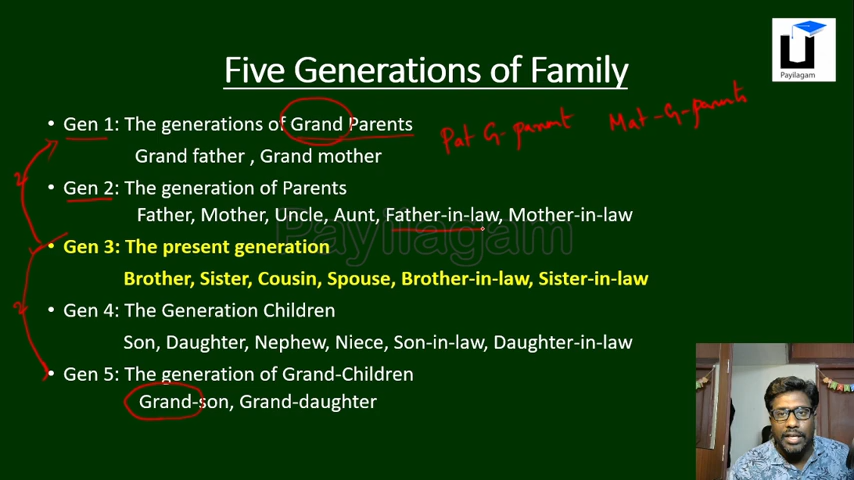 Payilagam
Five Generations of Family
• Gen 1: The generations of Grand Parents
Pat G-parent Mat-G-parents
Grand father , Grand mother
• Gen 2: The generation of Parents
Father, Mother, Uncle, Aunt, Father-in-law, Mother-in-law
Payilagam
• Gen 3: The present generation
Brother, Sister, Cousin, Spouse, Brother-in-law, Sister-in-law
• Gen 4: The Generation Children
Son, Daughter, Nephew, Niece, Son-in-law, Daughter-in-law
• Gen 5: The generation of Grand-Children
Grand-son, Grand-daughter
2
2